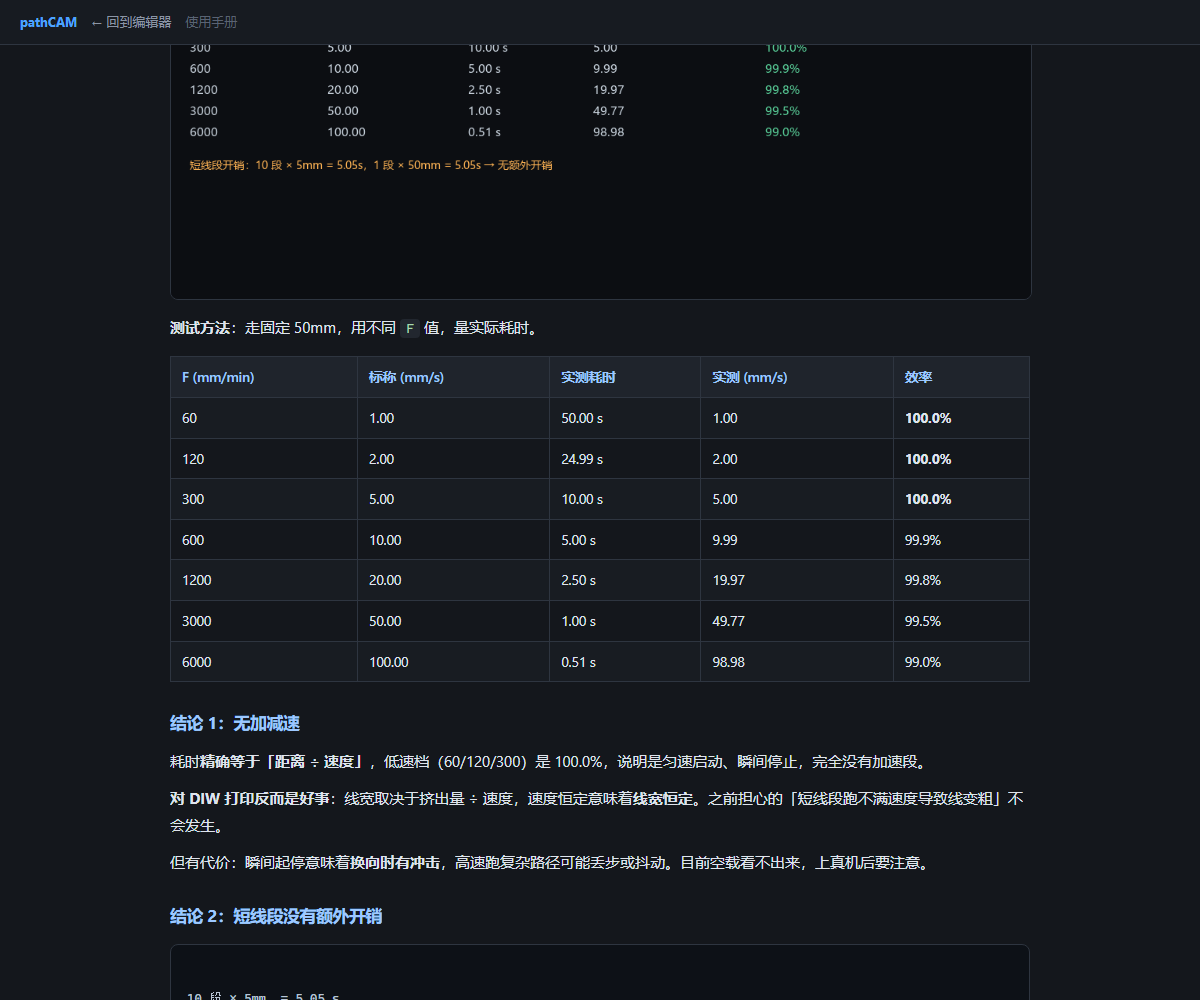 pathCAM ← 回到编辑器 使用手册
300 5.00 10.00 s 5.00 100.0%
600 10.00 5.00 s 9.99 99.9%
1200 20.00 2.50 s 19.97 99.8%
3000 50.00 1.00 s 49.77 99.5%
6000 100.00 0.51 s 98.98 99.0%
短线段开销：10 段 × 5mm = 5.05s，1 段 × 50mm = 5.05s → 无额外开销
测试方法：走固定 50mm，用不同 F 值，量实际耗时。
F (mm/min) 标称 (mm/s) 实测耗时 实测 (mm/s) 效率
60 1.00 50.00 s 1.00 100.0%
120 2.00 24.99 s 2.00 100.0%
300 5.00 10.00 s 5.00 100.0%
600 10.00 5.00 s 9.99 99.9%
1200 20.00 2.50 s 19.97 99.8%
3000 50.00 1.00 s 49.77 99.5%
6000 100.00 0.51 s 98.98 99.0%
结论 1：无加减速
耗时精确等于「距离 ÷ 速度」，低速档（60/120/300）是 100.0%，说明是匀速启动、瞬间停止，完全没有加速段。
对 DIW 打印反而是好事：线宽取决于挤出量 ÷ 速度，速度恒定意味着线宽恒定。之前担心的「短线段跑不满速度导致线变粗」不
会发生。
但有代价：瞬间起停意味着换向时有冲击，高速跑复杂路径可能丢步或抖动。目前空载看不出来，上真机后要注意。
结论 2：短线段没有额外开销
10 段 × 5mm = 5.05 s